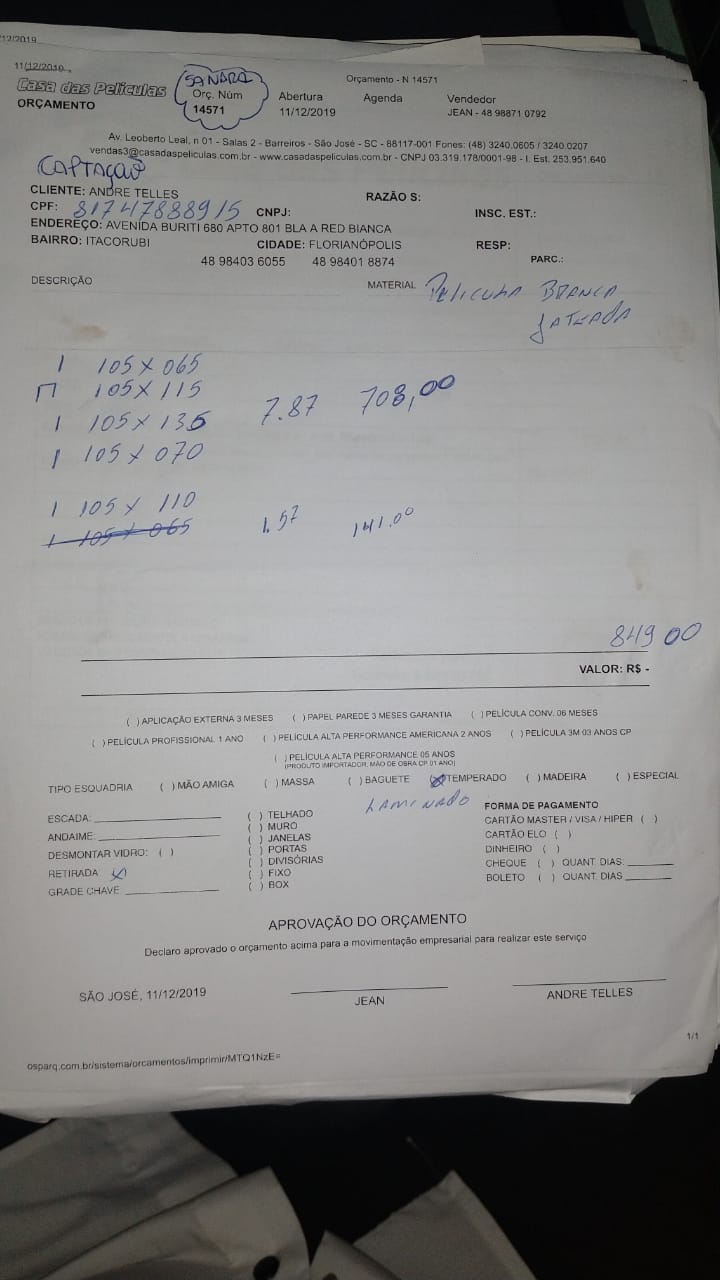 12/2019
11/12/2019
Casa das Películas
ORÇAMENTO
SANDRA
Orç. Núm
14571
Orçamento - N 14571
Abertura Agenda Vendedor
11/12/2019 JEAN - 48 98871 0792
Av. Leoberto Leal, n 01 - Salas 2 - Barreiros - São José - SC - 88117-001 Fones: (48) 3240.0605 / 3240.0207
vendas3@casadaspeliculas.com.br - www.casadaspeliculas.com.br - CNPJ 03.319.178/0001-98 - I. Est. 253.951.640
CAPTAÇÃO
CLIENTE: ANDRE TELLES RAZÃO S:
CPF: 81747888915 CNPJ: INSC. EST.:
ENDEREÇO: AVENIDA BURITI 680 APTO 801 BLA A RED BIANCA
BAIRRO: ITACORUBI CIDADE: FLORIANÓPOLIS RESP:
48 98403 6055 48 98401 8874 PARC.:
DESCRIÇÃO MATERIAL PELICULA BRANCA
JATEADA
1 105 X 065
105 X 115
1 105 X 135 7.87 708,00
1 105 X 070
1 105 X 110
1 105 X 065 1.57 141.00
849 00
VALOR: R$ -
( ) APLICAÇÃO EXTERNA 3 MESES ( ) PAPEL PAREDE 3 MESES GARANTIA ( ) PELÍCULA CONV. 06 MESES
( ) PELÍCULA PROFISSIONAL 1 ANO ( ) PELÍCULA ALTA PERFORMANCE AMERICANA 2 ANOS ( ) PELÍCULA 3M 03 ANOS CP
( ) PELÍCULA ALTA PERFORMANCE 05 ANOS
(PRODUTO IMPORTADOR, MÃO DE OBRA CP 01 ANO)
TIPO ESQUADRIA ( ) MÃO AMIGA ( ) MASSA ( ) BAGUETE (X) TEMPERADO ( ) MADEIRA ( ) ESPECIAL
LAMINADO
ESCADA: ( ) TELHADO FORMA DE PAGAMENTO
( ) MURO CARTÃO MASTER / VISA / HIPER ( )
ANDAIME: ( ) JANELAS CARTÃO ELO ( )
DESMONTAR VIDRO: ( ) ( ) PORTAS DINHEIRO ( )
( ) DIVISÓRIAS CHEQUE ( ) QUANT. DIAS:
RETIRADA (X) ( ) FIXO BOLETO ( ) QUANT. DIAS
GRADE CHAVE ( ) BOX
APROVAÇÃO DO ORÇAMENTO
Declaro aprovado o orçamento acima para a movimentação empresarial para realizar este serviço
SÃO JOSÉ, 11/12/2019
JEAN ANDRE TELLES
1/1
osparq.com.br/sistema/orcamentos/imprimir/MTQ1NzE=